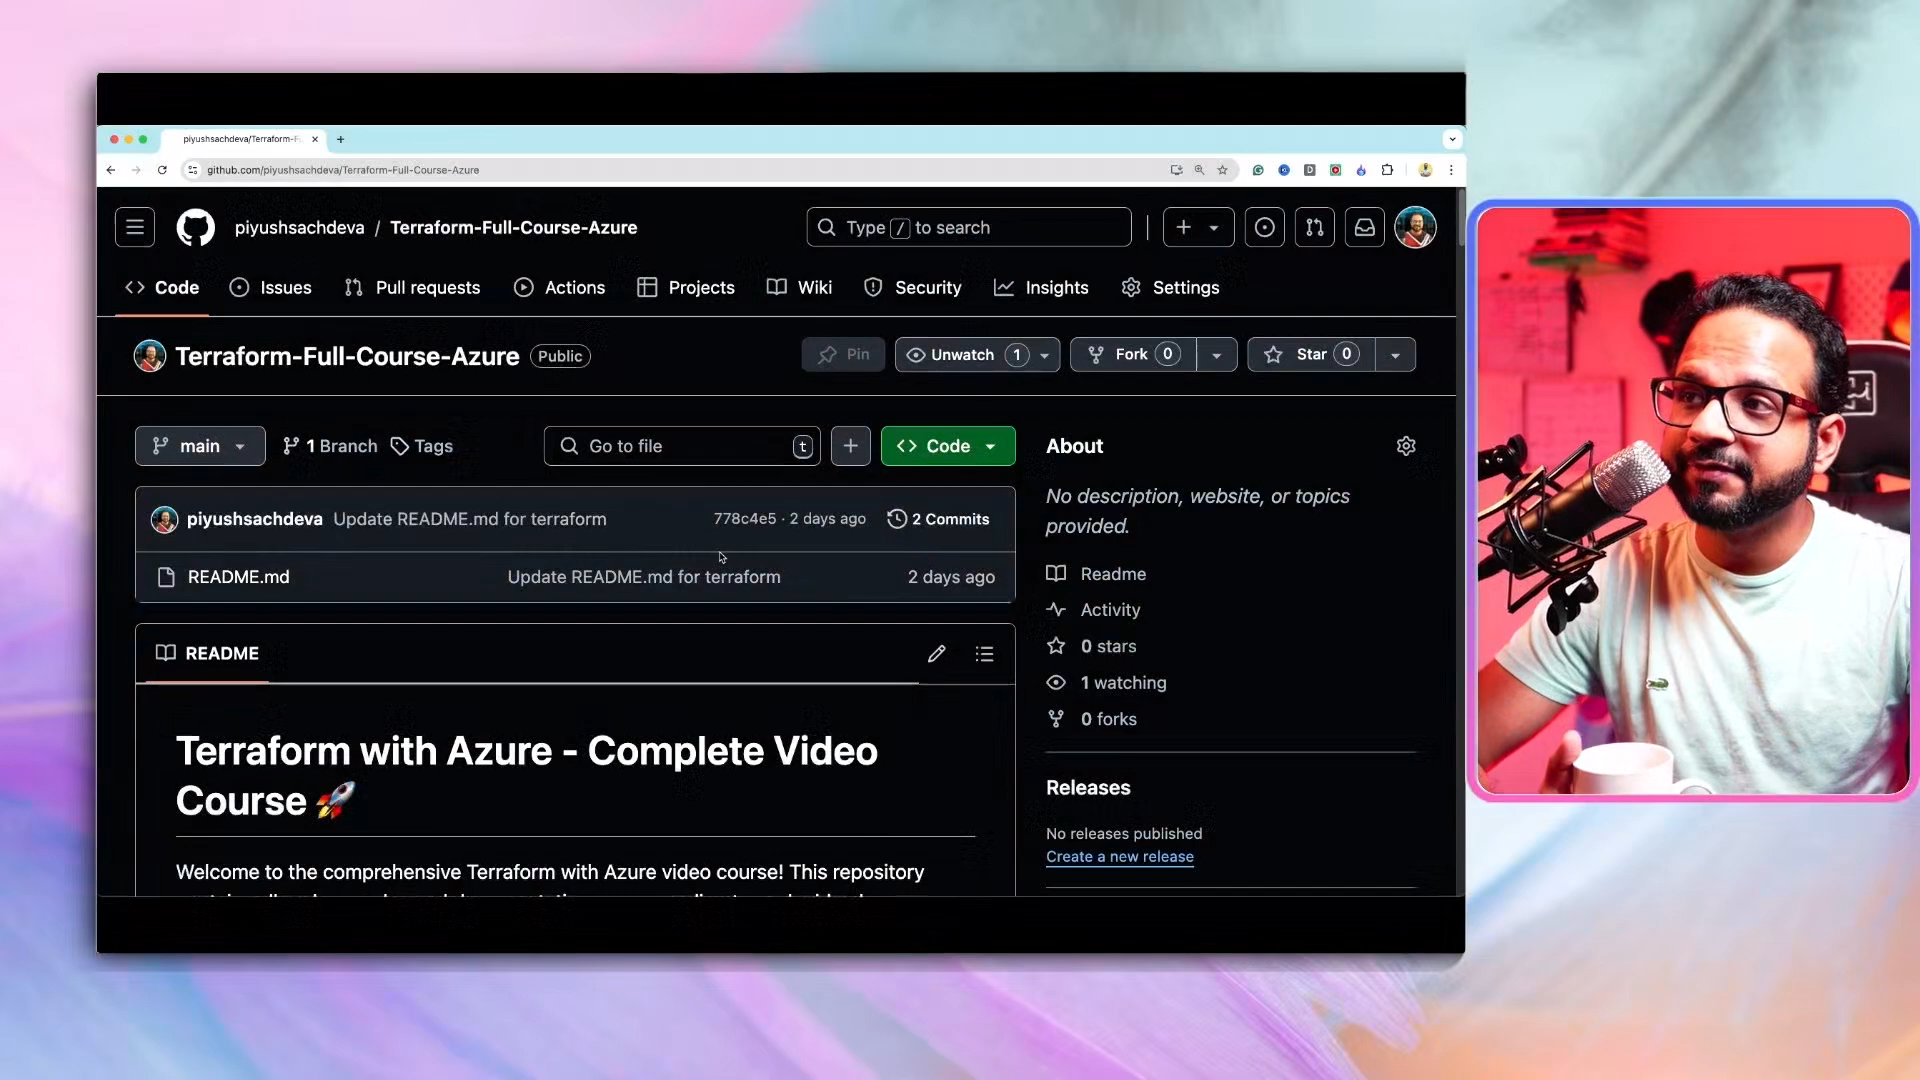 piyushsachdeva/Terraform-F
github.com/piyushsachdeva/Terraform-Full-Course-Azure
piyushsachdeva / Terraform-Full-Course-Azure
Type / to search
Code Issues Pull requests Actions Projects Wiki Security Insights Settings
Terraform-Full-Course-Azure Public
Pin Unwatch 1 Fork 0 Star 0
main 1 Branch Tags Go to file t + Code
piyushsachdeva Update README.md for terraform 778c4e5 · 2 days ago 2 Commits
README.md Update README.md for terraform 2 days ago
README
Terraform with Azure - Complete Video
Course 🚀
Welcome to the comprehensive Terraform with Azure video course! This repository
About
No description, website, or topics
provided.
Readme
Activity
0 stars
1 watching
0 forks
Releases
No releases published
Create a new release